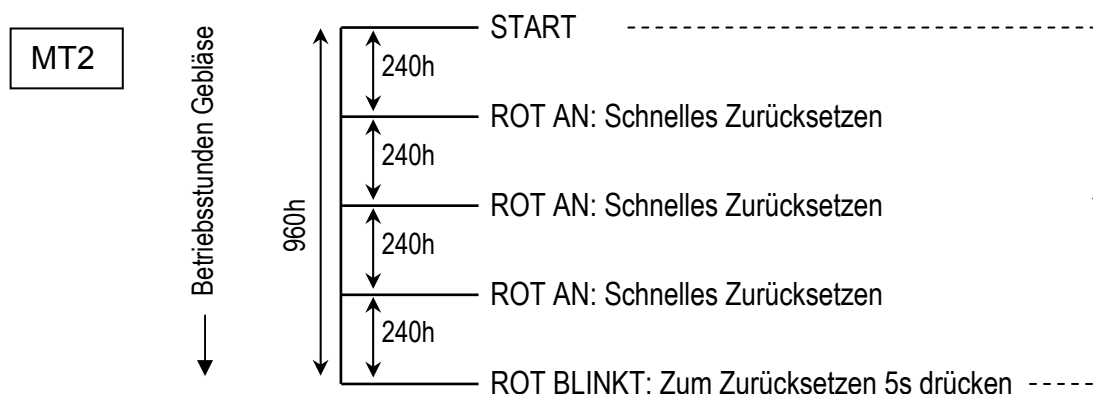 MT2
Betriebsstunden Gebläse
960h
START
240h
ROT AN: Schnelles Zurücksetzen
240h
ROT AN: Schnelles Zurücksetzen
240h
ROT AN: Schnelles Zurücksetzen
240h
ROT BLINKT: Zum Zurücksetzen 5s drücken